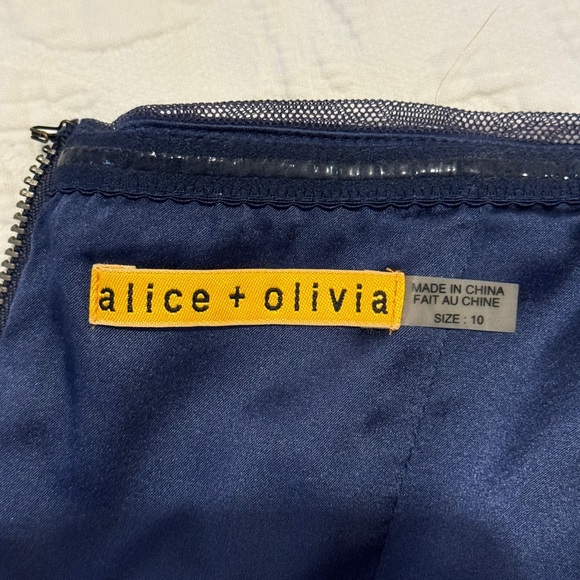 alice + olivia
MADE IN CHINA
FAIT AU CHINE
SIZE : 10